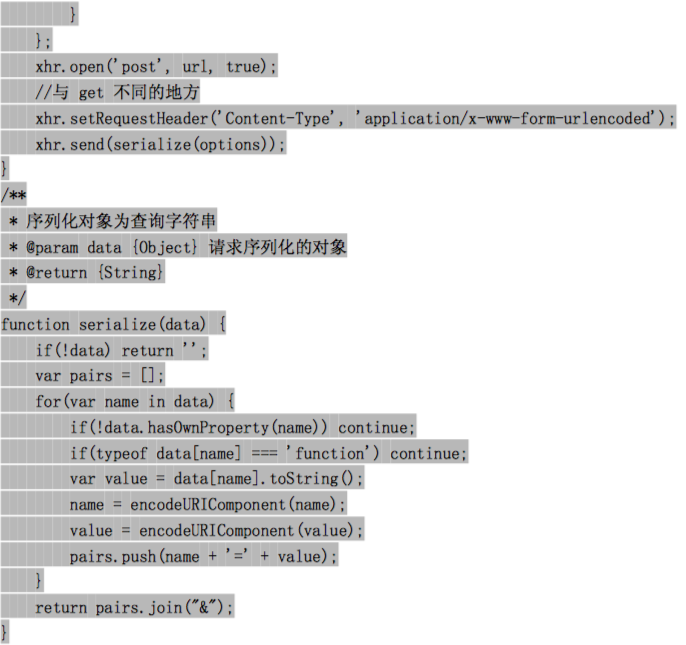 }
    };
    xhr.open('post', url, true);
    //与 get 不同的地方
    xhr.setRequestHeader('Content-Type', 'application/x-www-form-urlencoded');
    xhr.send(serialize(options));
}
/**
 * 序列化对象为查询字符串
 * @param data {Object} 请求序列化的对象
 * @return {String}
 */
function serialize(data) {
    if(!data) return '';
    var pairs = [];
    for(var name in data) {
        if(!data.hasOwnProperty(name)) continue;
        if(typeof data[name] === 'function') continue;
        var value = data[name].toString();
        name = encodeURIComponent(name);
        value = encodeURIComponent(value);
        pairs.push(name + '=' + value);
    }
    return pairs.join("&");
}